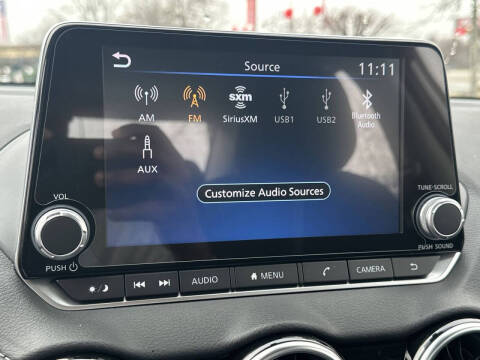 Source
11:11
AM
FM
sxm
SiriusXM
USB1
USB2
Bluetooth
Audio
AUX
Customize Audio Sources
VOL
PUSH
TUNE·SCROLL
PUSH SOUND
AUDIO
MENU
CAMERA